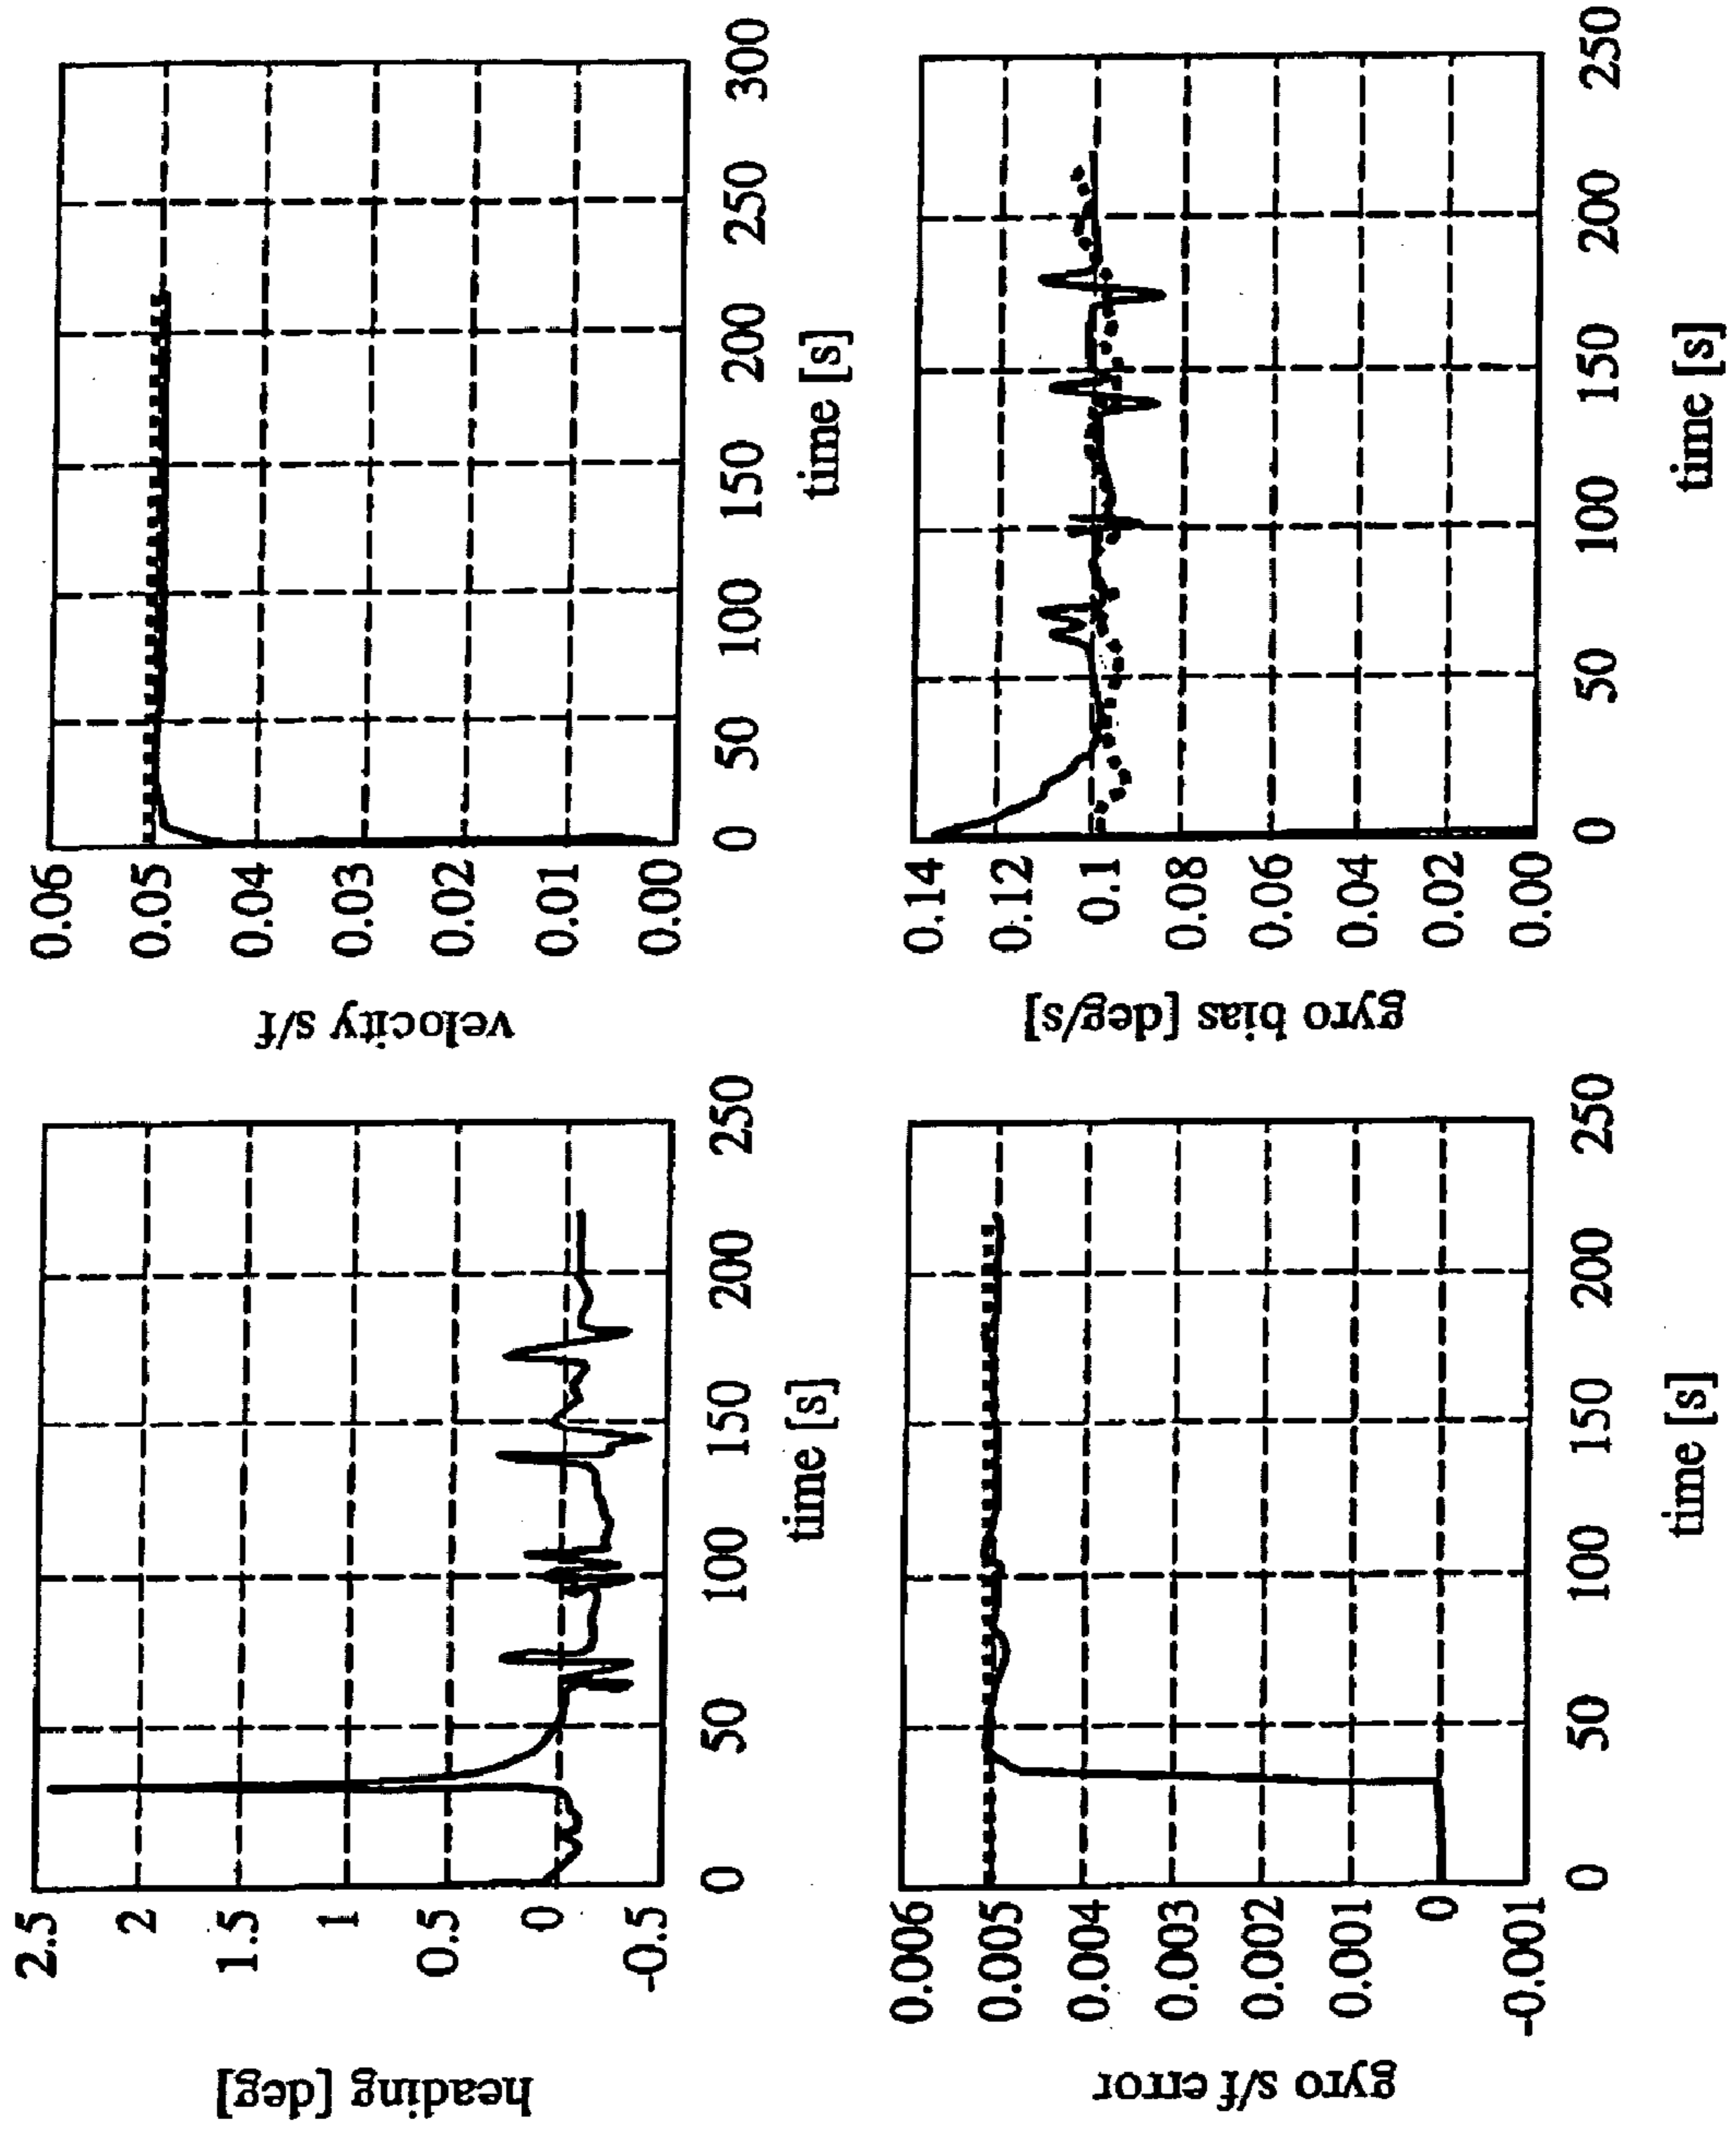 heading [deg]
2.5
2
1.5
1
0.5
0
-0.5
0 50 100 150 200 250
time [s]
velocity s/f
0.06
0.05
0.04
0.03
0.02
0.01
0.00
0 50 100 150 200 250 300
time [s]
gyro s/f error
0.006
0.005
0.004
0.003
0.002
0.001
0
-0.001
0 50 100 150 200 250
time [s]
gyro bias [deg/s]
0.14
0.12
0.1
0.08
0.06
0.04
0.02
0.00
0 50 100 150 200 250
time [s]